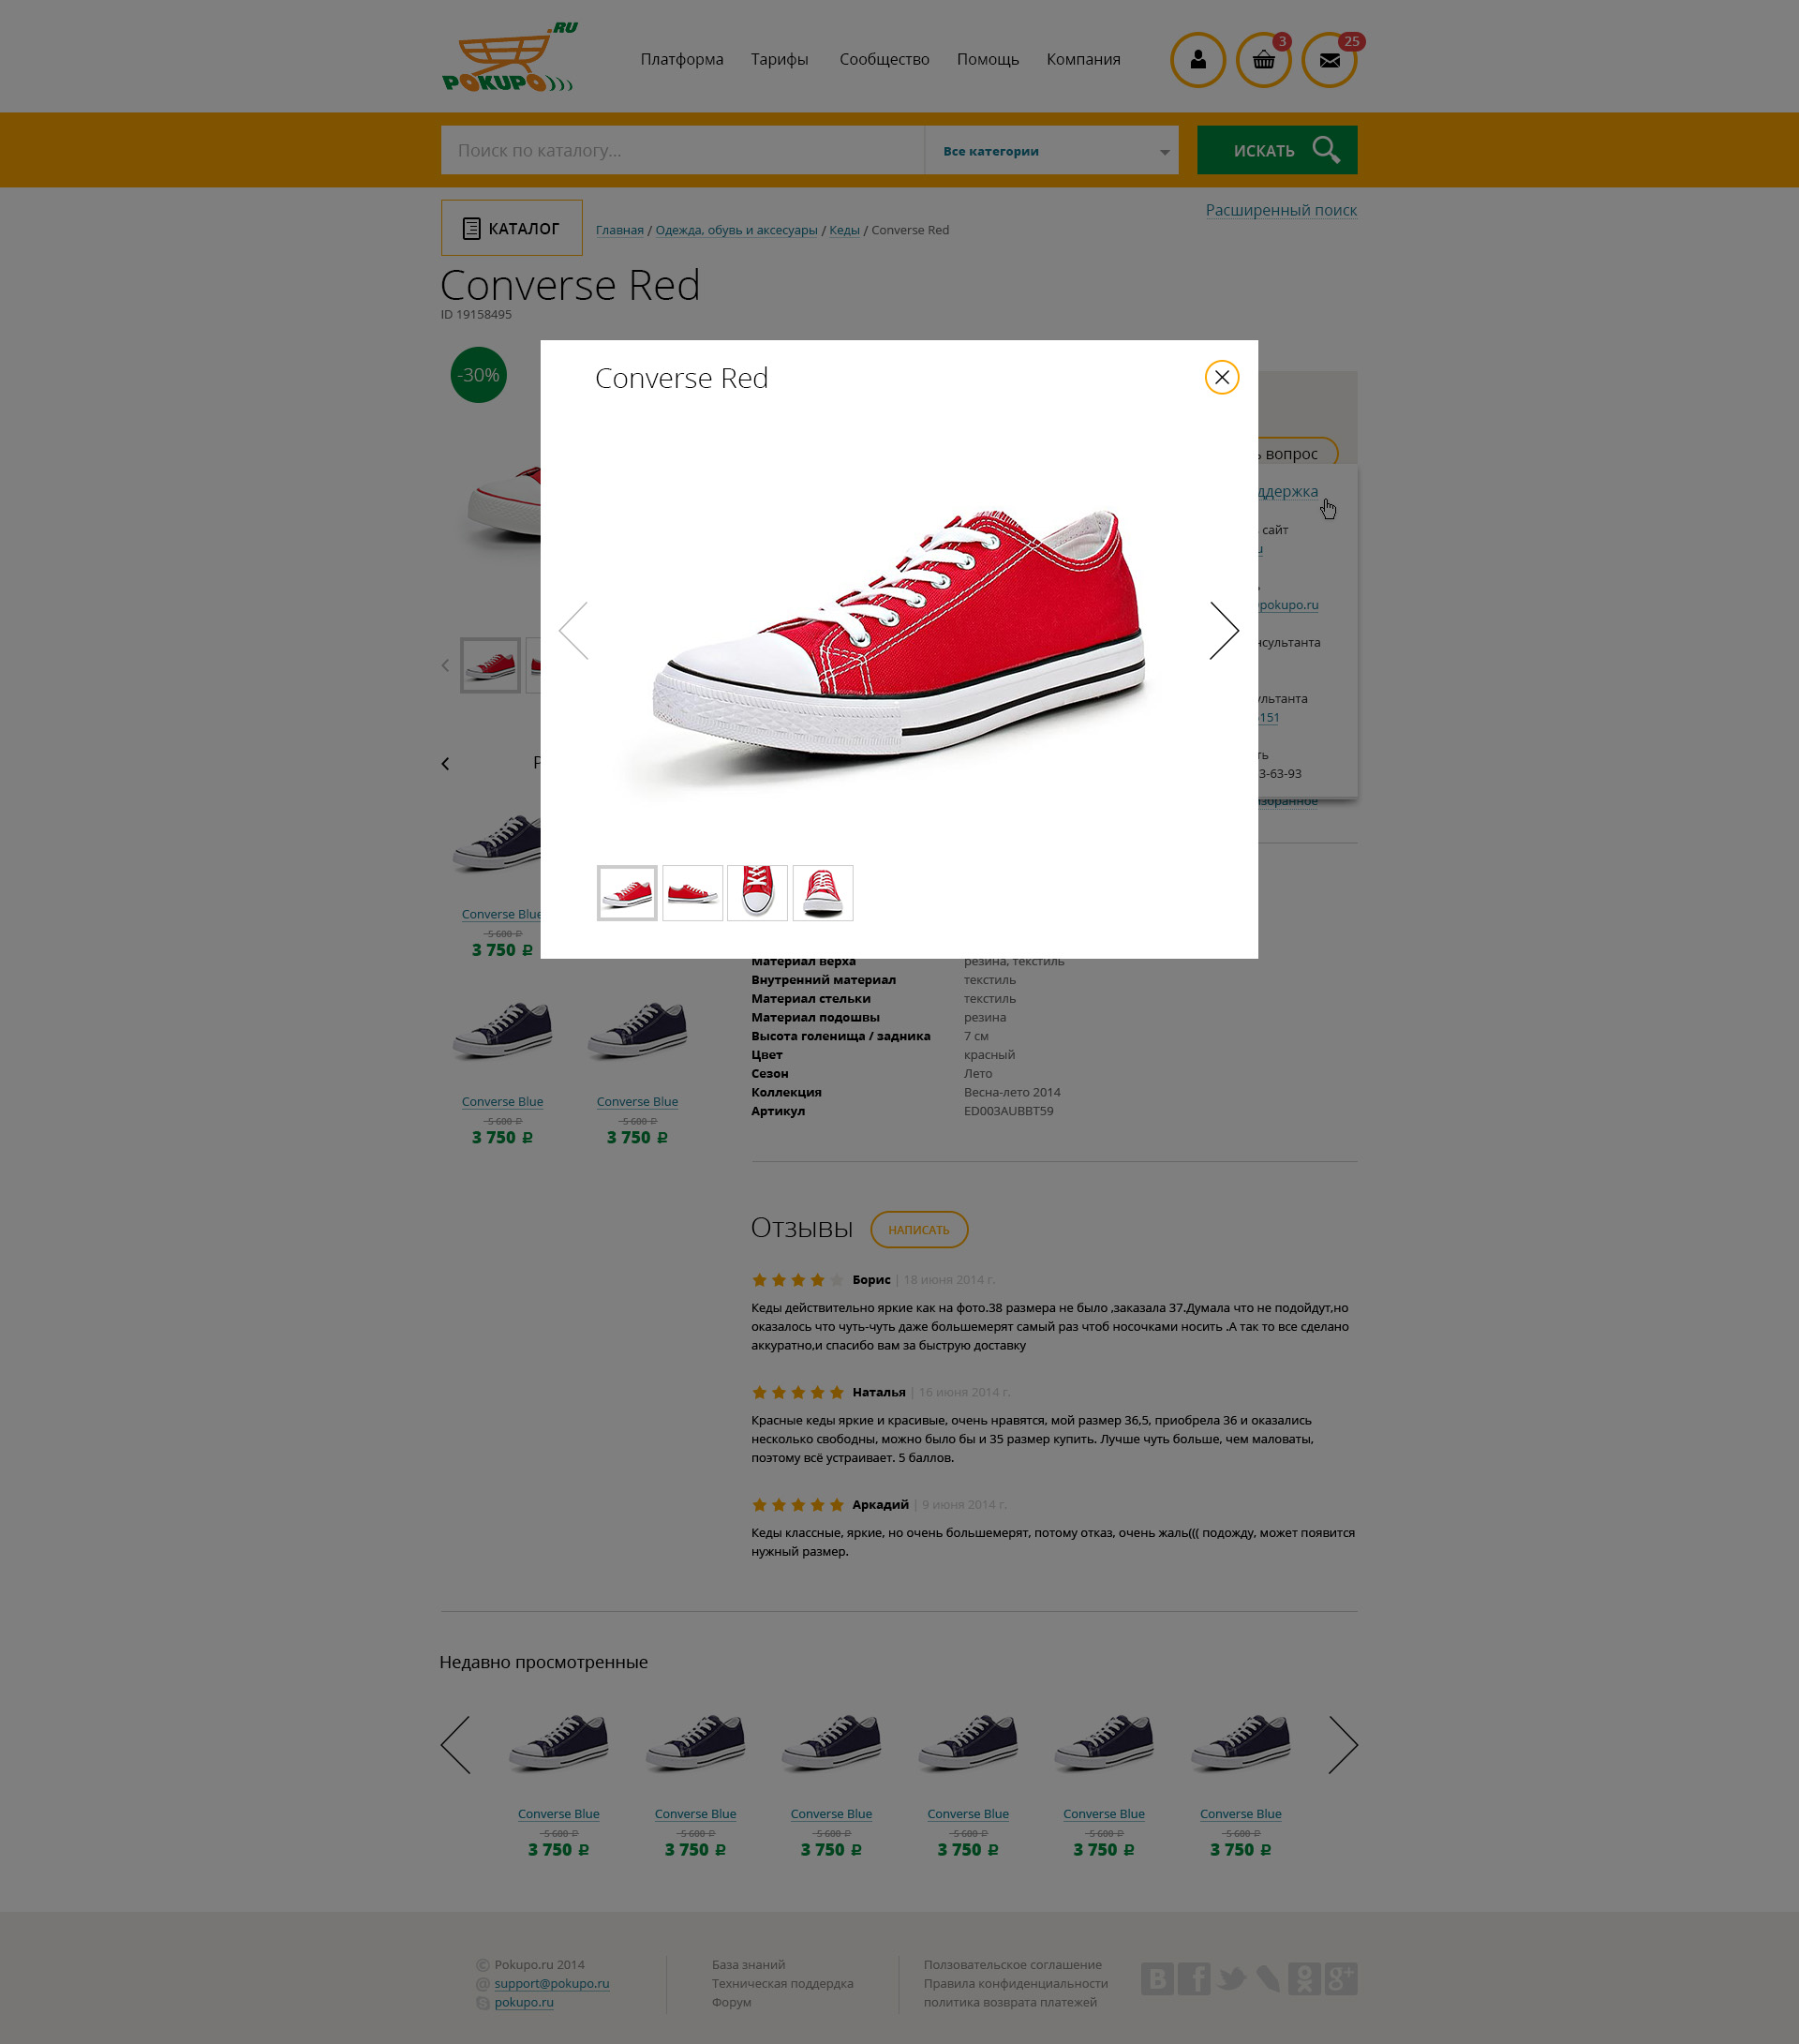 .RU
POKUPO
Платформа Тарифы Сообщество Помощь Компания
3
25
Поиск по каталогу...
Все категории
ИСКАТЬ
Расширенный поиск
КАТАЛОГ
Главная / Одежда, обувь и аксесуары / Кеды / Converse Red
Converse Red
ID 19158495
-30%
Converse Red
вопрос
ддержка
сайт
u
pokupo.ru
нсультанта
ультанта
151
ть
3-63-93
избранное
Р
Converse Blue
5 600 ₽
3 750 ₽
Converse Blue
5 600 ₽
3 750 ₽
Converse Blue
5 600 ₽
3 750 ₽
Материал верха резина, текстиль
Внутренний материал текстиль
Материал стельки текстиль
Материал подошвы резина
Высота голенища / задника 7 см
Цвет красный
Сезон Лето
Коллекция Весна-лето 2014
Артикул ED003AUBBT59
Отзывы
НАПИСАТЬ
Борис | 18 июня 2014 г.
Кеды действительно яркие как на фото.38 размера не было ,заказала 37.Думала что не подойдут,но
оказалось что чуть-чуть даже большемерят самый раз чтоб носочками носить .А так то все сделано
аккуратно,и спасибо вам за быструю доставку
Наталья | 16 июня 2014 г.
Красные кеды яркие и красивые, очень нравятся, мой размер 36,5, приобрела 36 и оказались
несколько свободны, можно было бы и 35 размер купить. Лучше чуть больше, чем маловаты,
поэтому всё устраивает. 5 баллов.
Аркадий | 9 июня 2014 г.
Кеды классные, яркие, но очень большемерят, потому отказ, очень жаль((( подожду, может появится
нужный размер.
Недавно просмотренные
Converse Blue Converse Blue Converse Blue Converse Blue Converse Blue Converse Blue
5 600 ₽ 5 600 ₽ 5 600 ₽ 5 600 ₽ 5 600 ₽ 5 600 ₽
3 750 ₽ 3 750 ₽ 3 750 ₽ 3 750 ₽ 3 750 ₽ 3 750 ₽
© Pokupo.ru 2014
@ support@pokupo.ru
pokupo.ru
База знаний
Техническая поддердка
Форум
Ползовательское соглашение
Правила конфиденциальности
политика возврата платежей